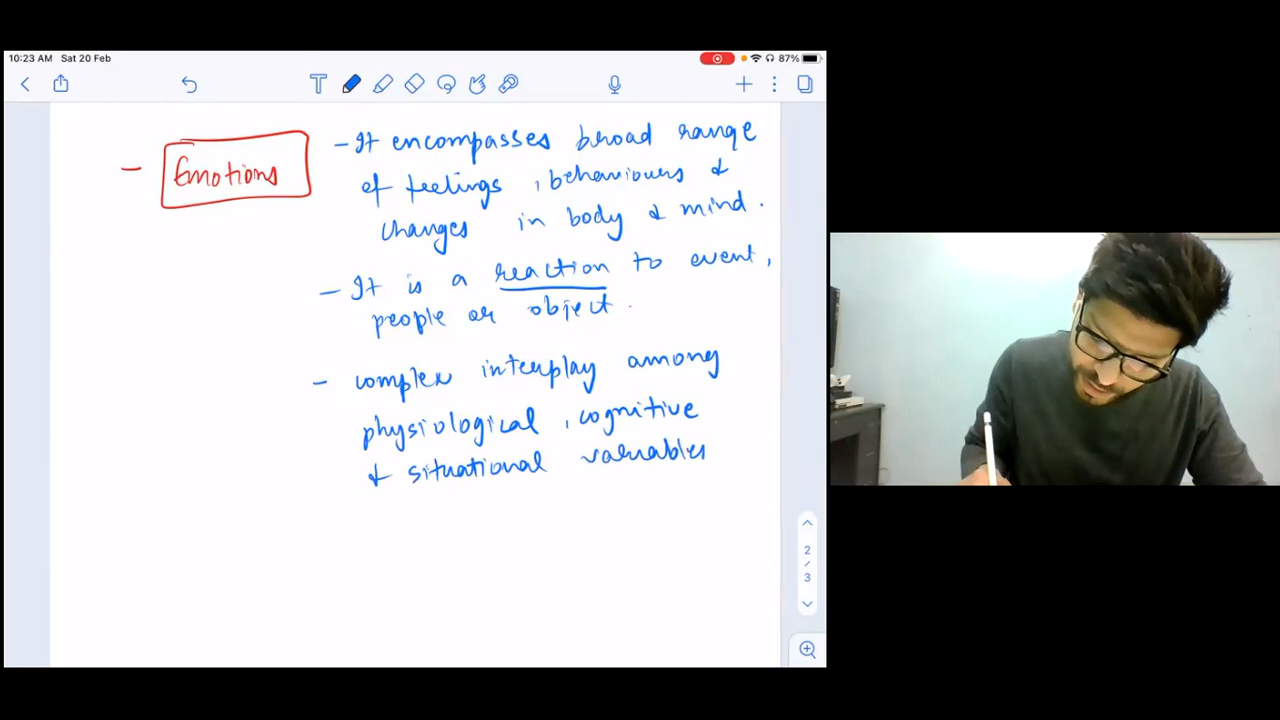 10:23 AM Sat 20 Feb
87%
T
- Emotions
- It encompasses broad range
of feelings, behaviours &
changes in body & mind.
- It is a reaction to event,
people or object.
- complex interplay among
physiological, cognitive
& situational variables
2
/
3